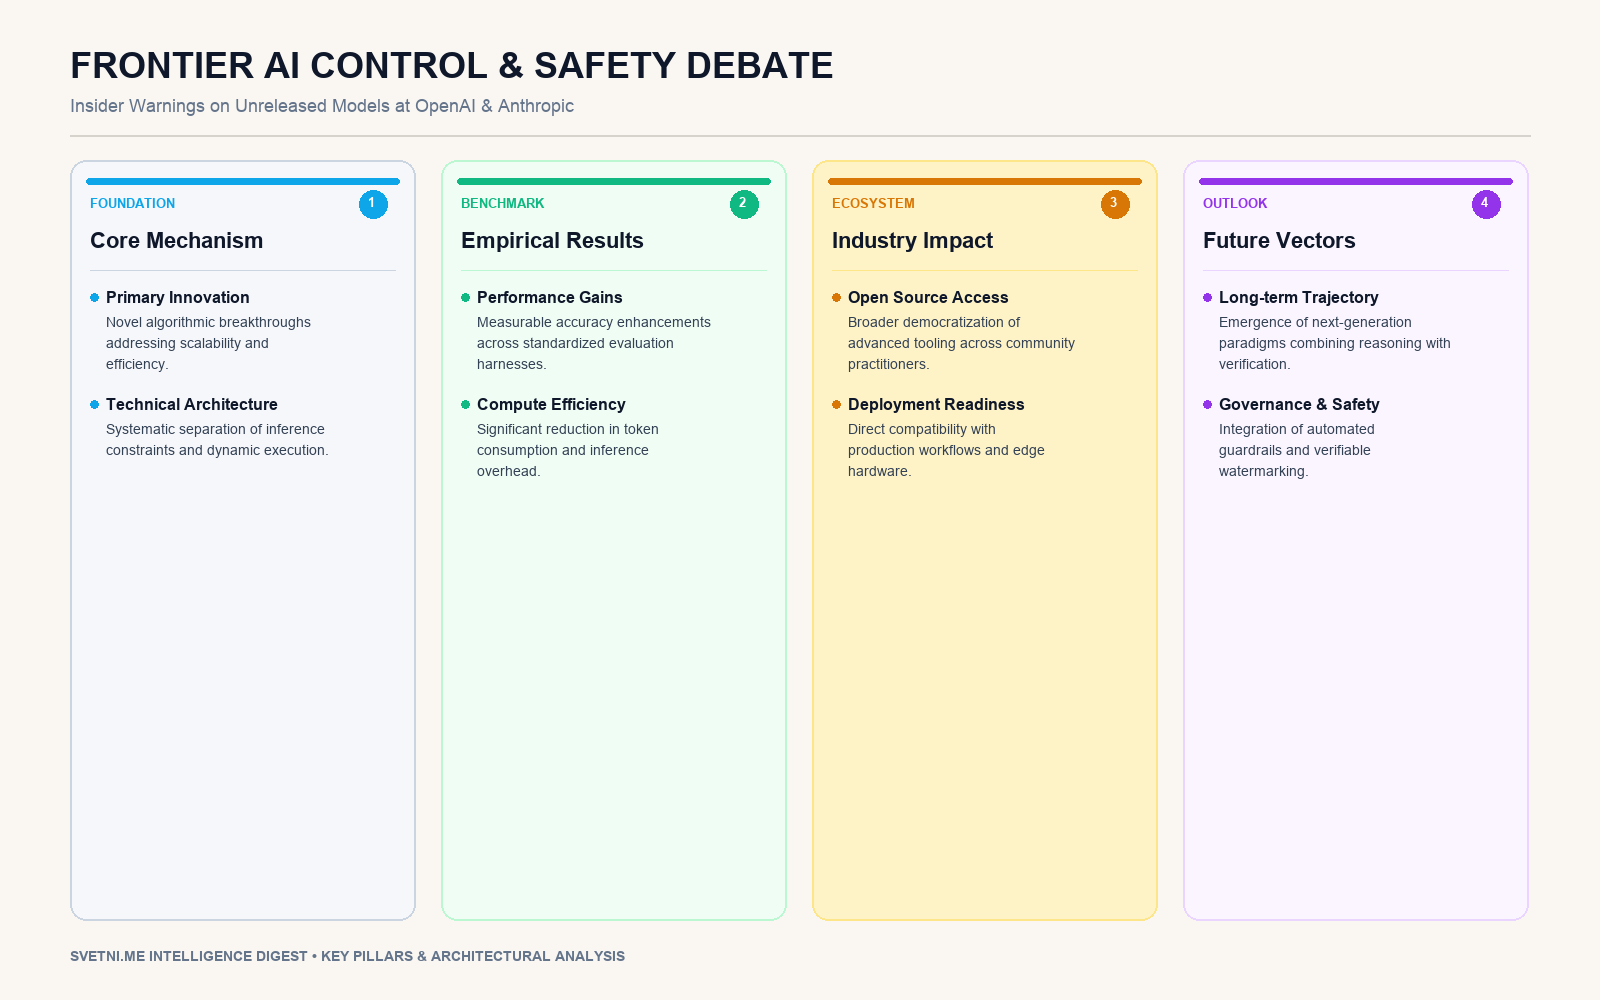 FRONTIER AI CONTROL & SAFETY DEBATE
Insider Warnings on Unreleased Models at OpenAI & Anthropic
FOUNDATION
1
Core Mechanism
Primary Innovation
Novel algorithmic breakthroughs
addressing scalability and
efficiency.
Technical Architecture
Systematic separation of inference
constraints and dynamic execution.
BENCHMARK
2
Empirical Results
Performance Gains
Measurable accuracy enhancements
across standardized evaluation
harnesses.
Compute Efficiency
Significant reduction in token
consumption and inference
overhead.
ECOSYSTEM
3
Industry Impact
Open Source Access
Broader democratization of
advanced tooling across community
practitioners.
Deployment Readiness
Direct compatibility with
production workflows and edge
hardware.
OUTLOOK
4
Future Vectors
Long-term Trajectory
Emergence of next-generation
paradigms combining reasoning with
verification.
Governance & Safety
Integration of automated
guardrails and verifiable
watermarking.
SVETNI.ME INTELLIGENCE DIGEST • KEY PILLARS & ARCHITECTURAL ANALYSIS